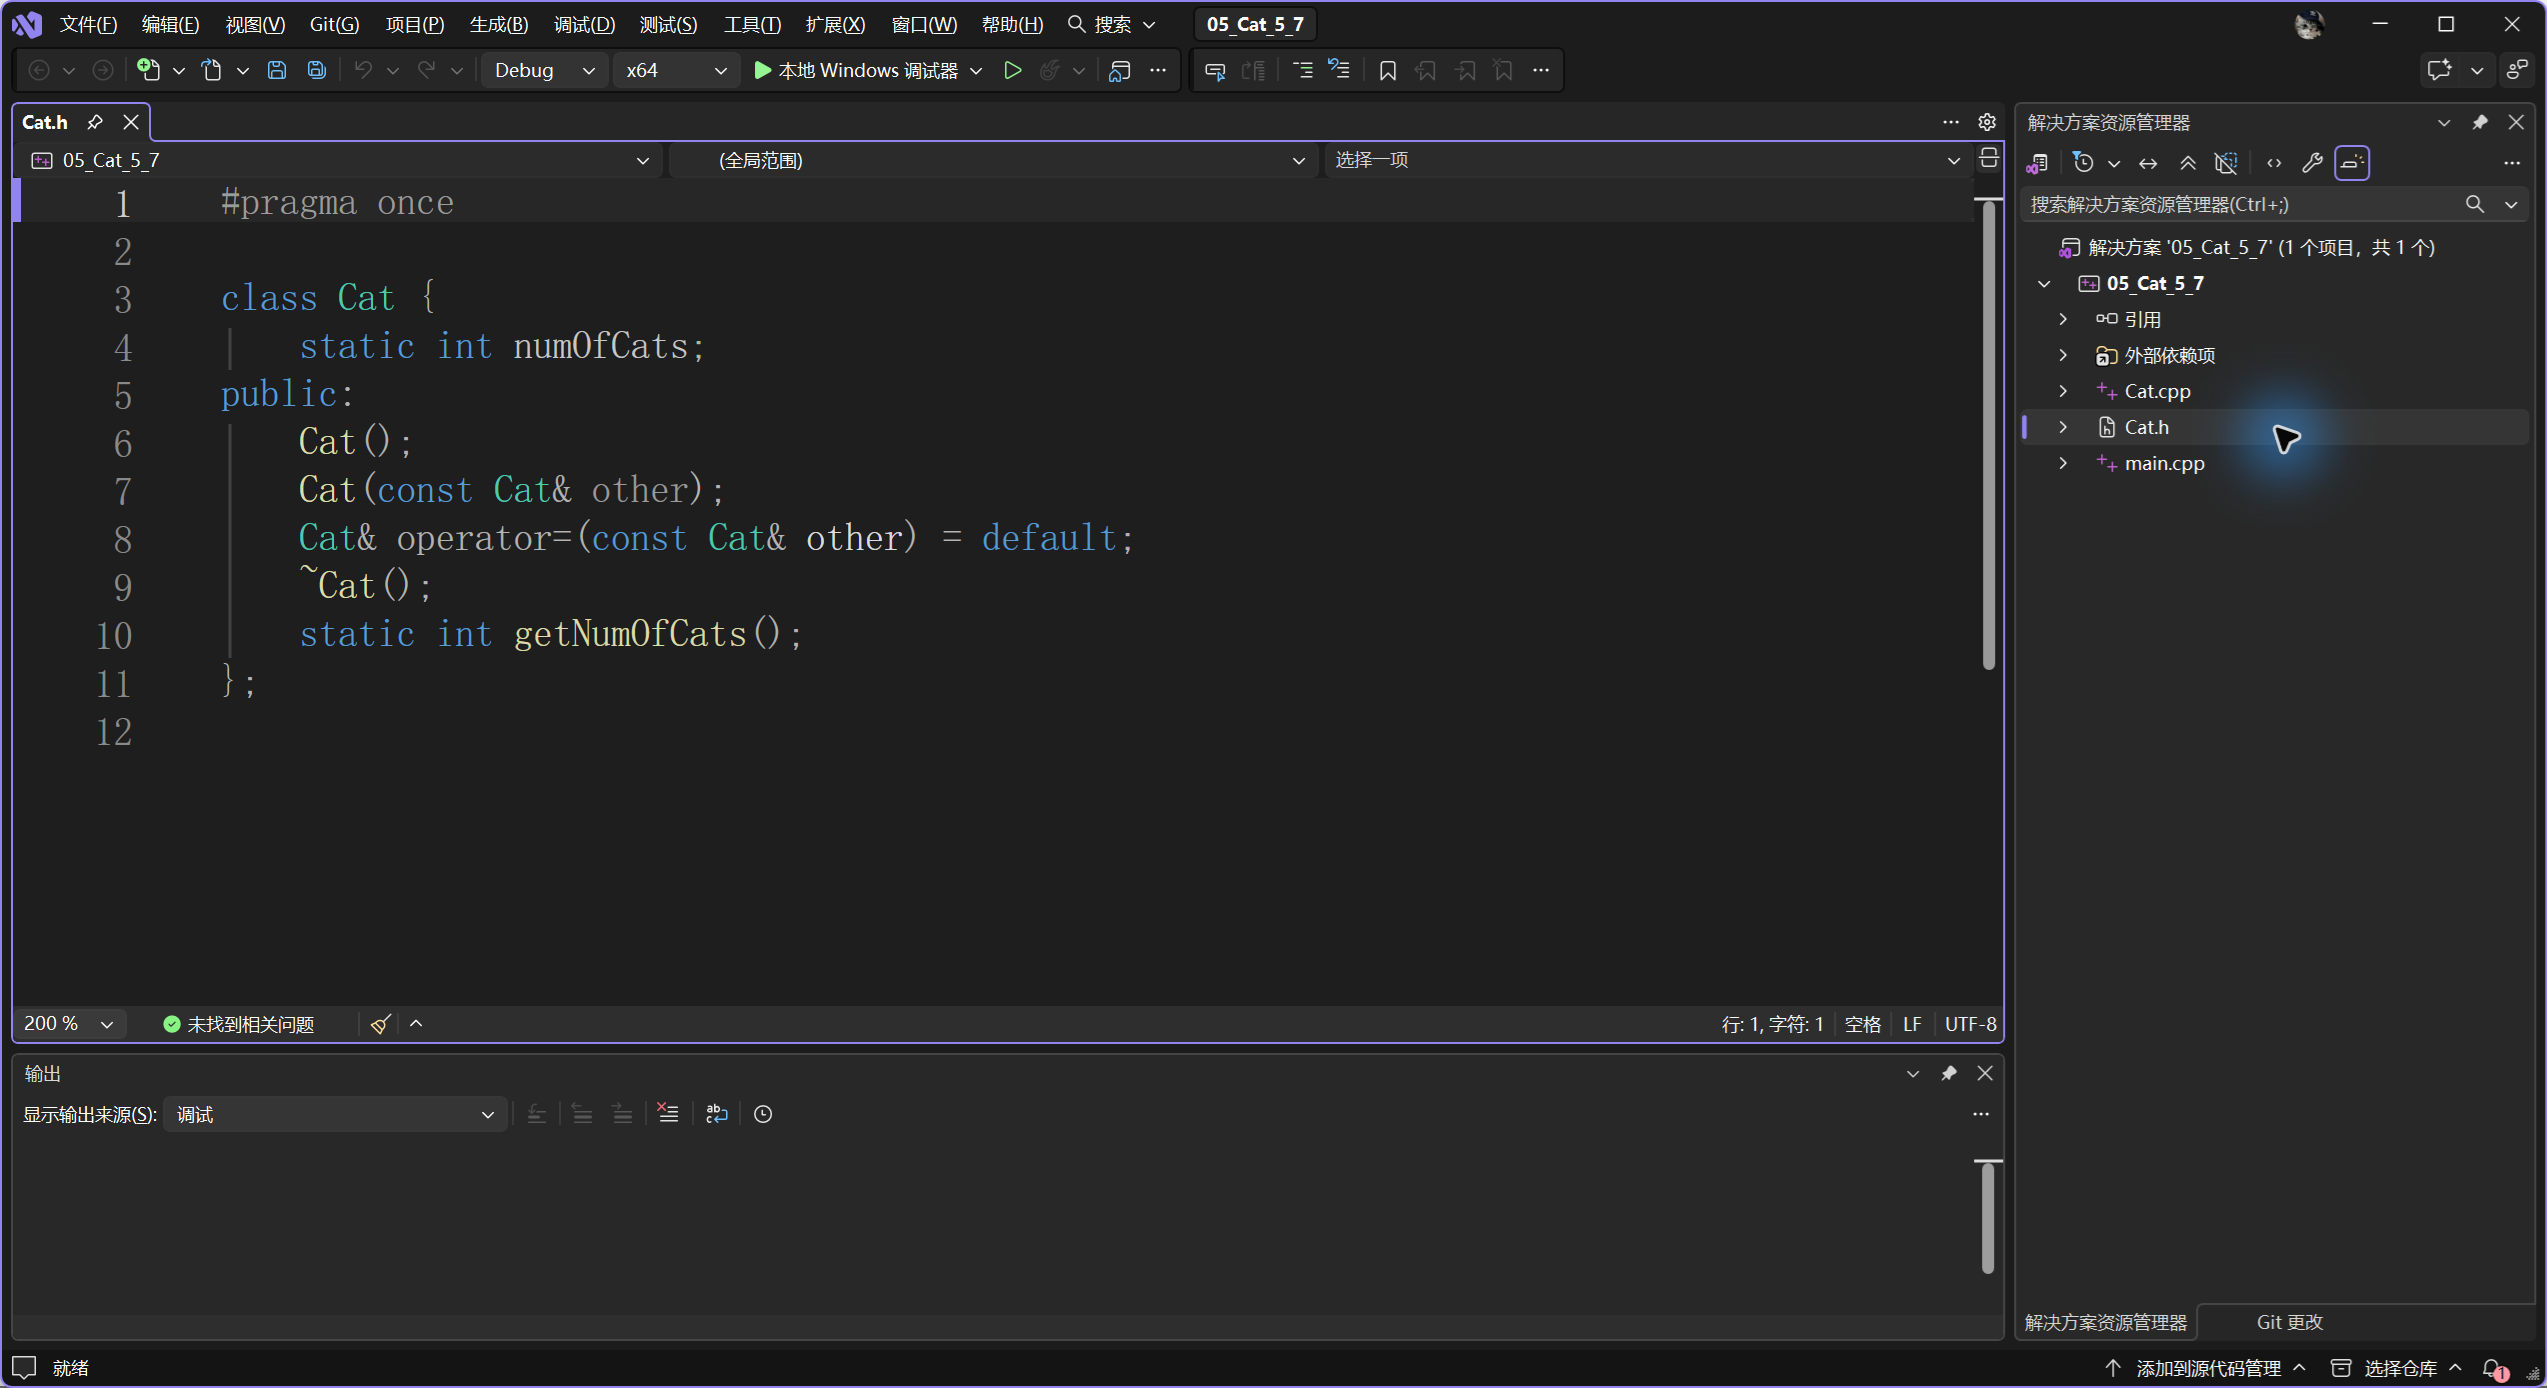 文件(F) 编辑(E) 视图(V) Git(G) 项目(P) 生成(B) 调试(D) 测试(S) 工具(T) 扩展(X) 窗口(W) 帮助(H) 搜索 05_Cat_5_7
Debug x64 本地 Windows 调试器
Cat.h
05_Cat_5_7 (全局范围) 选择一项
1 #pragma once
2
3 class Cat {
4 static int numOfCats;
5 public:
6 Cat();
7 Cat(const Cat& other);
8 Cat& operator=(const Cat& other) = default;
9 ~Cat();
10 static int getNumOfCats();
11 };
12
200 % 未找到相关问题 行: 1, 字符: 1 空格 LF UTF-8
输出
显示输出来源(S): 调试
解决方案资源管理器
搜索解决方案资源管理器(Ctrl+;)
解决方案 '05_Cat_5_7' (1 个项目，共 1 个)
05_Cat_5_7
引用
外部依赖项
Cat.cpp
Cat.h
main.cpp
解决方案资源管理器 Git 更改
就绪 添加到源代码管理 选择仓库 1